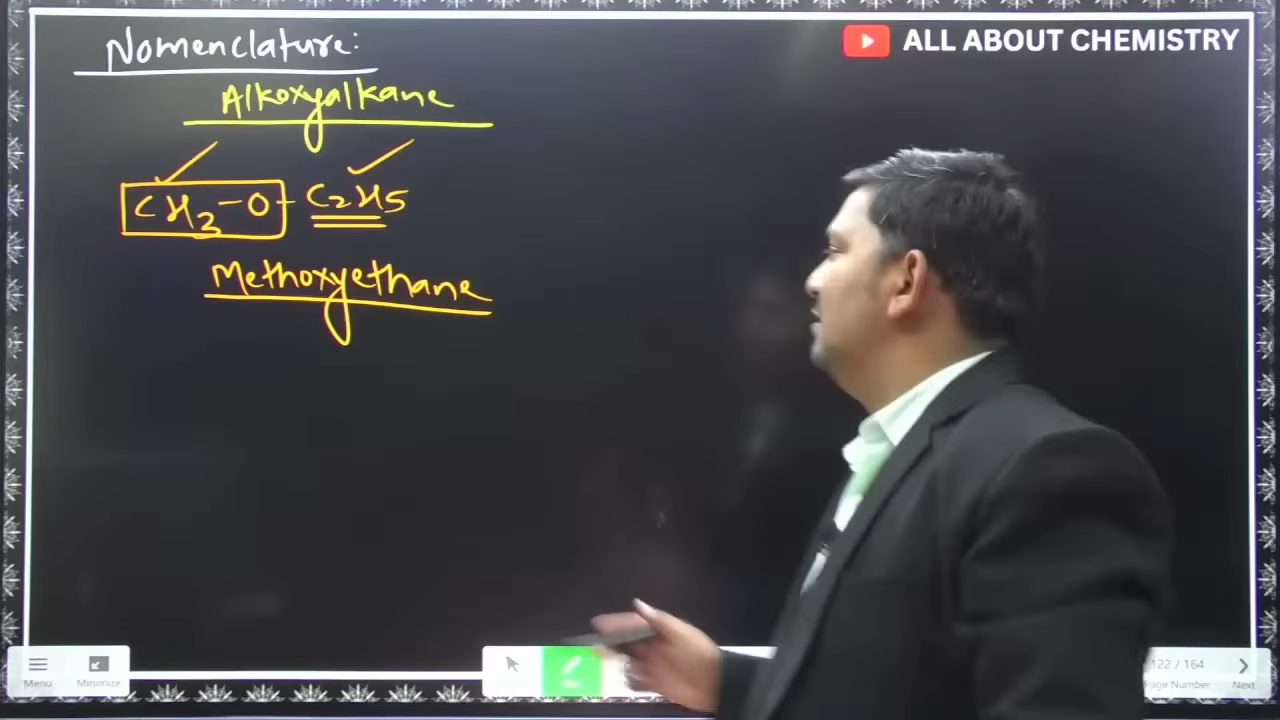 Nomenclature:
ALL ABOUT CHEMISTRY
Alkoxyalkane
CH3-O-C2H5
Methoxyethane
Menu
Minimize
122 / 164
Page Number
Next